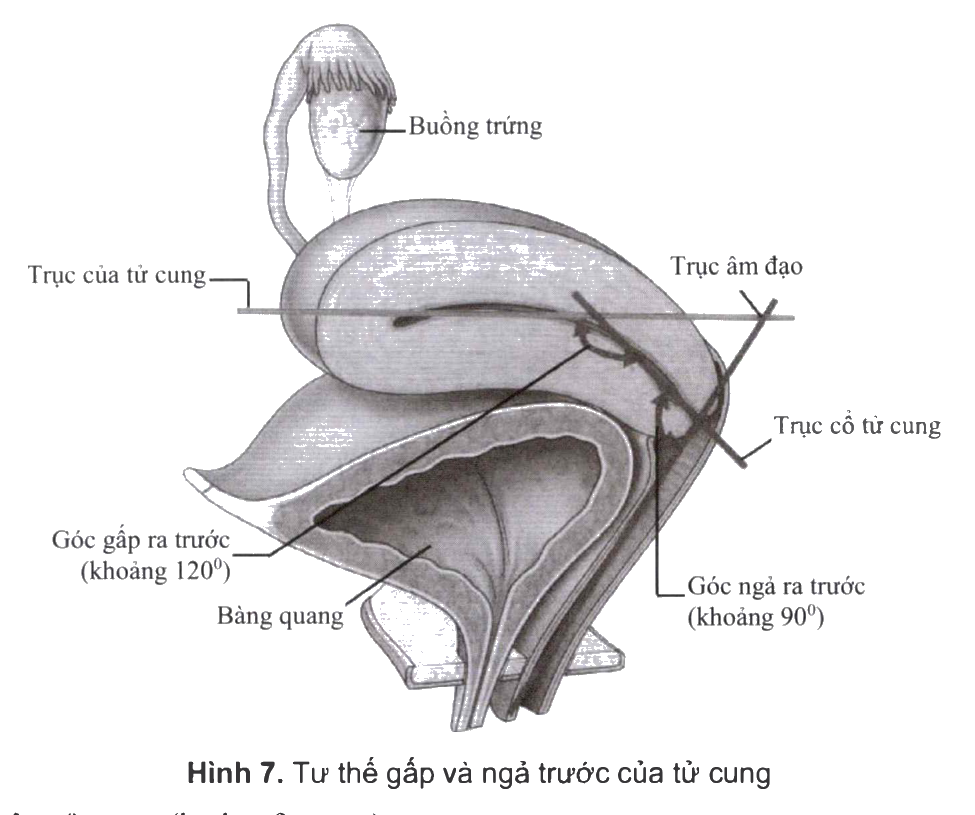 Buồng trứng
Trục của tử cung
Trục âm đạo
Trục cổ tử cung
Góc gấp ra trước
(khoảng 120⁰)
Bàng quang
Góc ngả ra trước
(khoảng 90⁰)
Hình 7. Tư thế gấp và ngả trước của tử cung